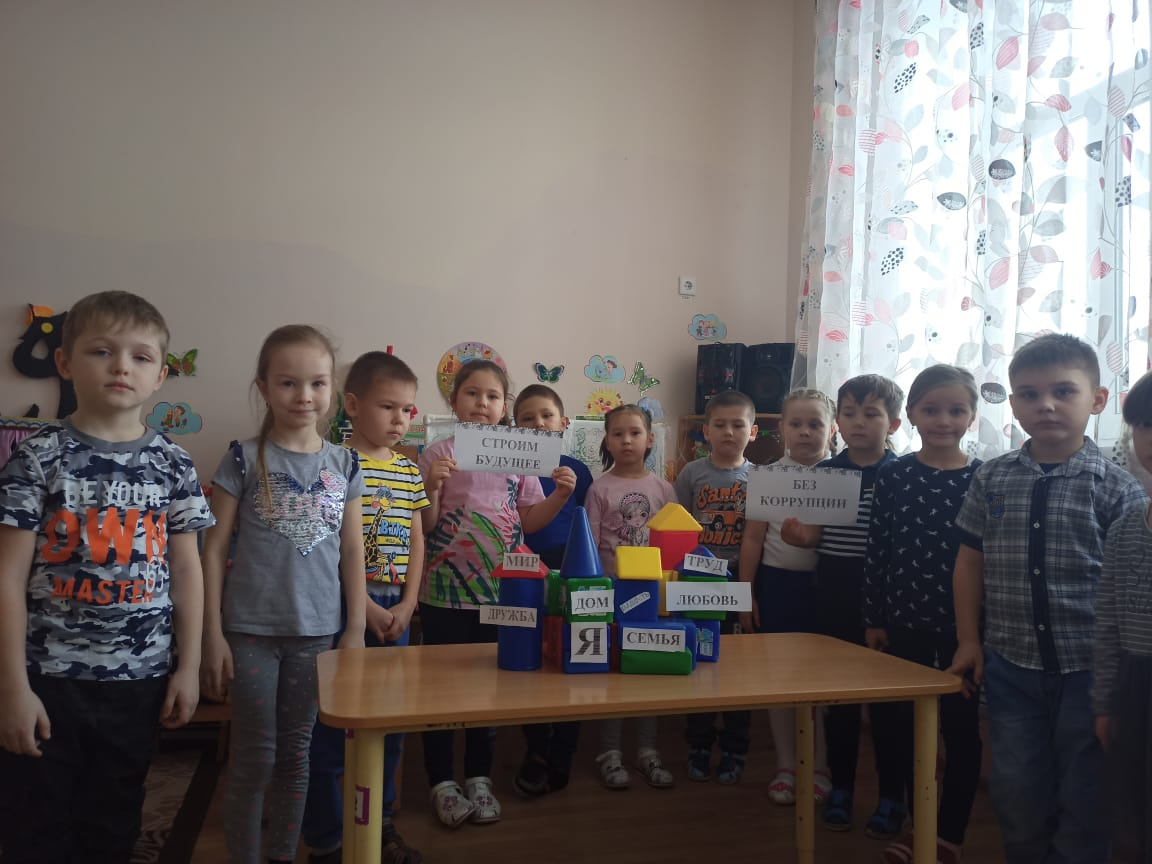 СТРОИМ
БУДУЩЕЕ
БЕЗ
КОРРУПЦИИ
МИР
ТРУД
ДРУЖБА
ДОМ
ЛЮБОВЬ
Я
СЕМЬЯ
BE YOUR
OWN
MASTER